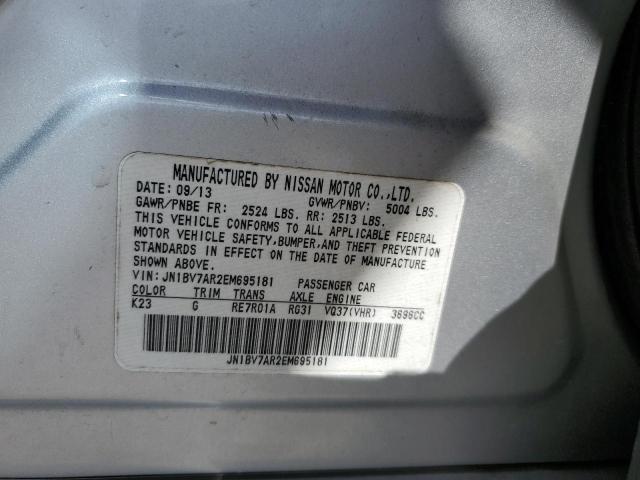 MANUFACTURED BY NISSAN MOTOR CO.,LTD.
DATE: 09/13 GVWR/PNBV: 5004 LBS.
GAWR/PNBE FR: 2524 LBS. RR: 2513 LBS.
THIS VEHICLE CONFORMS TO ALL APPLICABLE FEDERAL
MOTOR VEHICLE SAFETY, BUMPER, AND THEFT PREVENTION
STANDARDS IN EFFECT ON THE DATE OF MANUFACTURE
SHOWN ABOVE.
VIN: JN1BV7AR2EM695181 PASSENGER CAR
COLOR TRIM TRANS AXLE ENGINE
K23 G RE7R01A RG31 VQ37(VHR) 3696CC
JN1BV7AR2EM695181